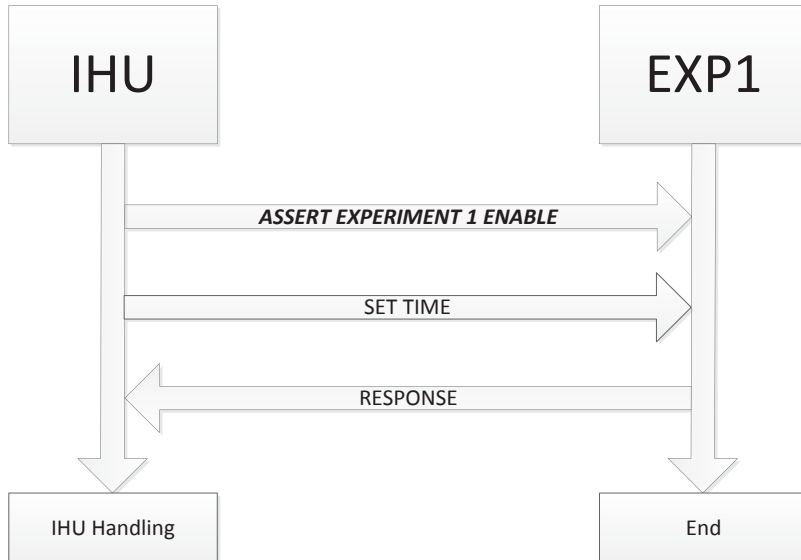 IHU
EXP1
ASSERT EXPERIMENT 1 ENABLE
SET TIME
RESPONSE
IHU Handling
End